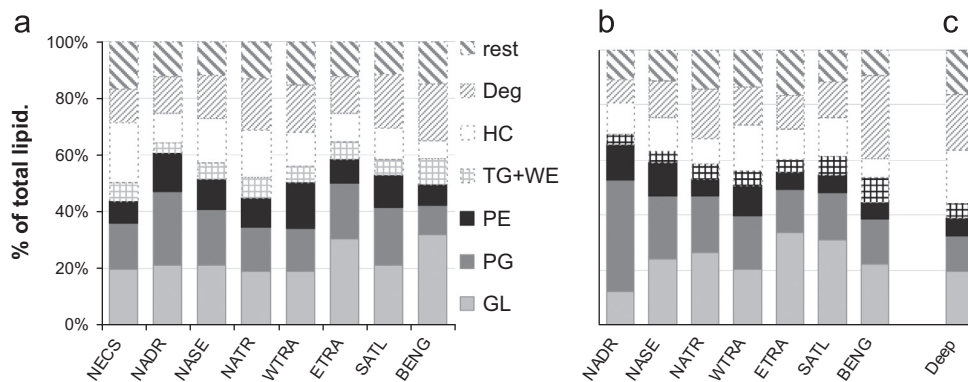 a
b
c
% of total lipid.
100%
80%
60%
40%
20%
0%
rest
Deg
HC
TG+WE
PE
PG
GL
NECS
NADR
NASE
NATR
WTRA
ETRA
SATL
BENG
NADR
NASE
NATR
WTRA
ETRA
SATL
BENG
Deep